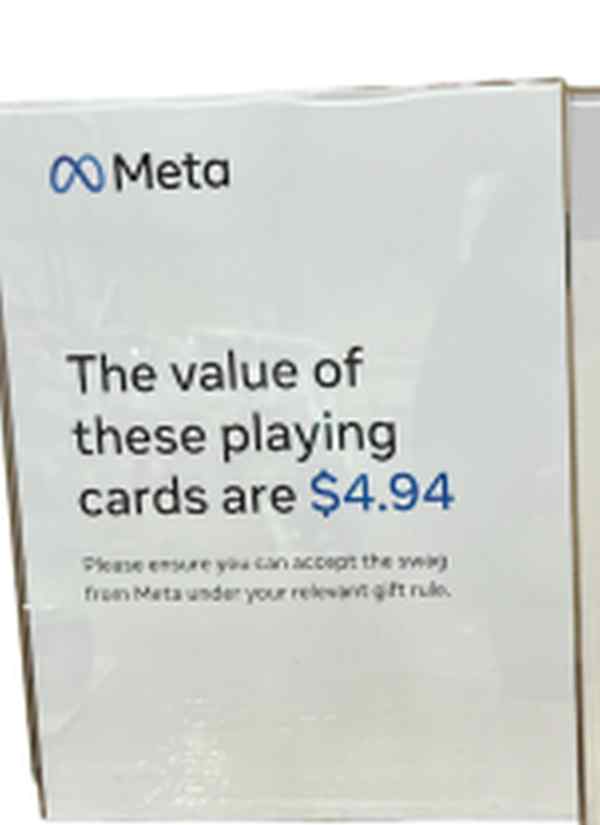 Meta
The value of
these playing
cards are $4.94
Please ensure you can accept the swag
from Meta under your relevant gift rule.